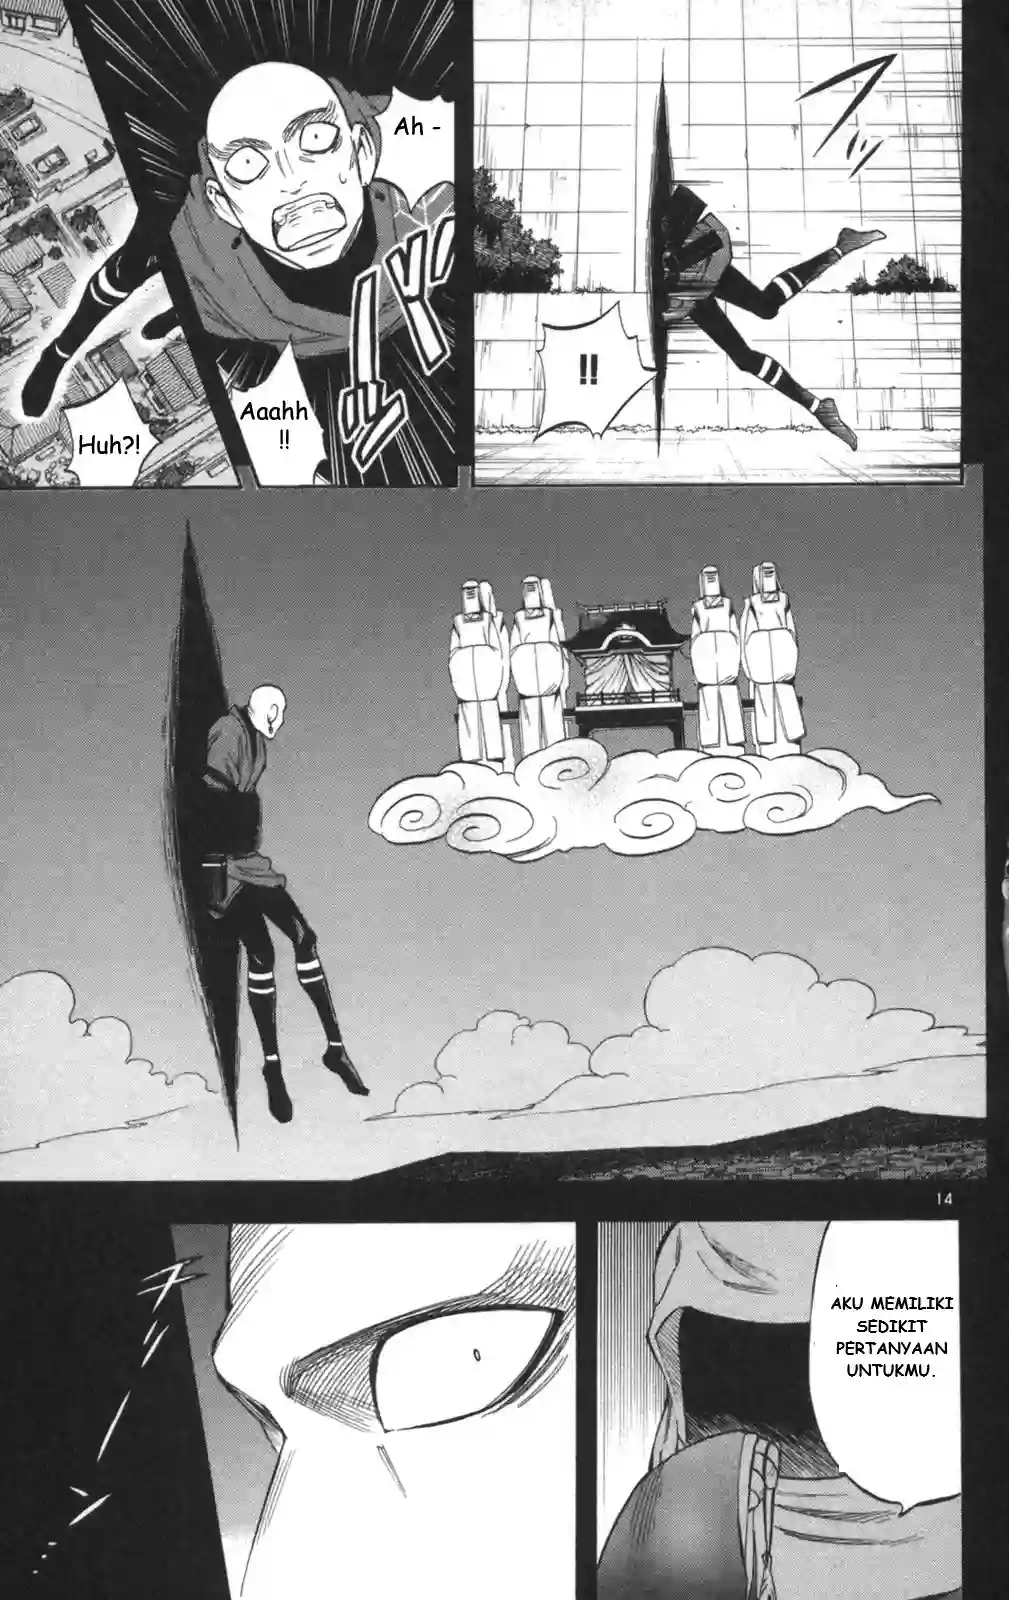 !!
Ah -
Aaahh
!!
Huh?!
14
AKU MEMILIKI
SEDIKIT
PERTANYAAN
UNTUKMU.